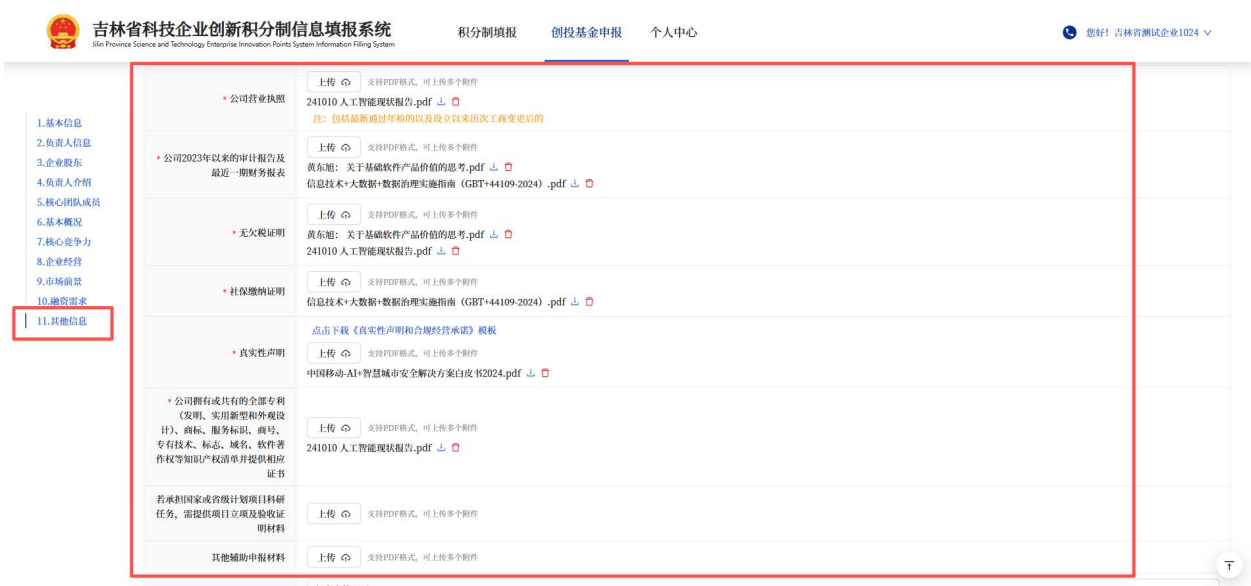 吉林省科技企业创新积分制信息填报系统
Jilin Province Science and Technology Enterprise Innovation Points System Information Filling System
积分制填报
创投基金申报
个人中心
您好！吉林省测试企业1024
1.基本信息
2.负责人信息
3.企业股东
4.负责人介绍
5.核心团队成员
6.基本概况
7.核心竞争力
8.企业经营
9.市场前景
10.融资需求
11.其他信息
* 公司营业执照
上传 支持PDF格式，可上传多个附件
241010 人工智能现状报告.pdf
注：包括最新通过年检的以及设立以来历次工商变更后的
* 公司2023年以来的审计报告及
最近一期财务报表
上传 支持PDF格式，可上传多个附件
黄东旭： 关于基础软件产品价值的思考.pdf
信息技术+大数据+数据治理实施指南（GBT+44109-2024）.pdf
* 无欠税证明
上传 支持PDF格式，可上传多个附件
黄东旭： 关于基础软件产品价值的思考.pdf
241010 人工智能现状报告.pdf
* 社保缴纳证明
上传 支持PDF格式，可上传多个附件
信息技术+大数据+数据治理实施指南（GBT+44109-2024）.pdf
* 真实性声明
点击下载《真实性声明和合规经营承诺》模板
上传 支持PDF格式，可上传多个附件
中国移动-AI+智慧城市安全解决方案白皮书2024.pdf
* 公司拥有或共有的全部专利
（发明、实用新型和外观设
计）、商标、服务标识、商号、
专有技术、标志、域名、软件著
作权等知识产权清单并提供相应
证书
上传 支持PDF格式，可上传多个附件
241010 人工智能现状报告.pdf
若承担国家或省级计划项目科研
任务，需提供项目立项及验收证
明材料
上传 支持PDF格式，可上传多个附件
其他辅助申报材料
上传 支持PDF格式，可上传多个附件